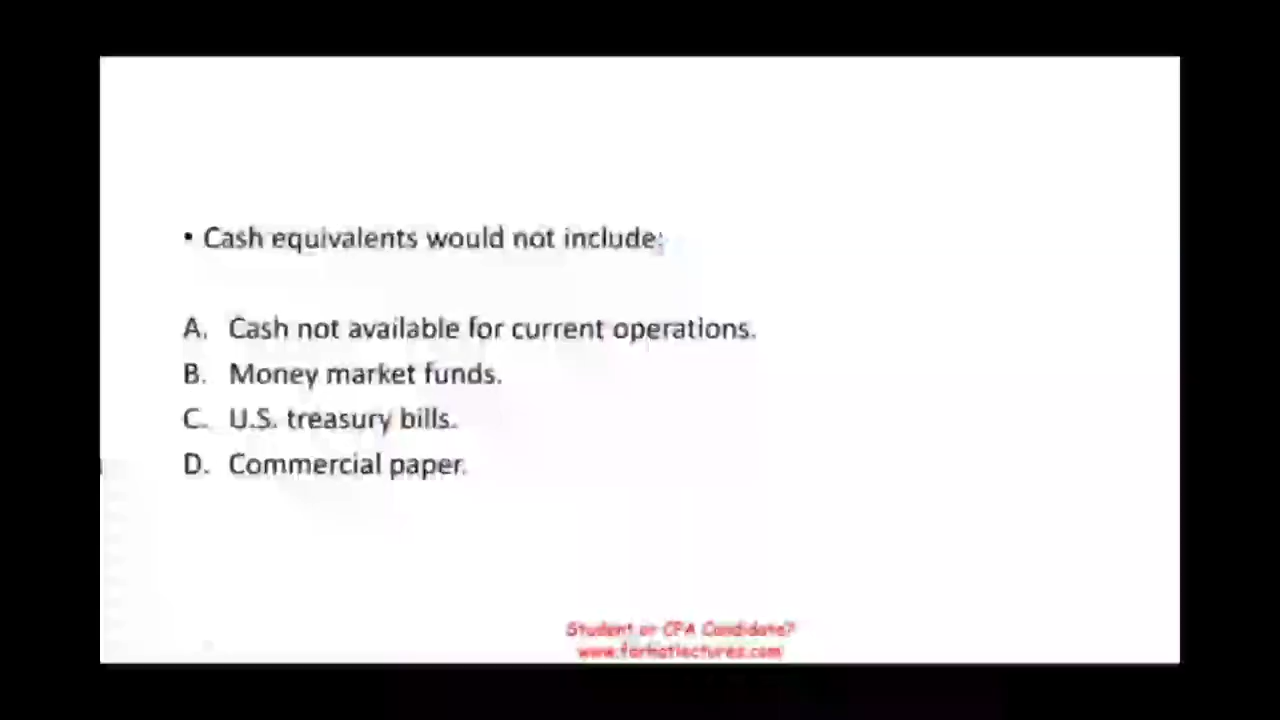 • Cash equivalents would not include:
A. Cash not available for current operations.
B. Money market funds.
C. U.S. treasury bills.
D. Commercial paper.
Student or CPA Candidate?
www.farhatlectures.com